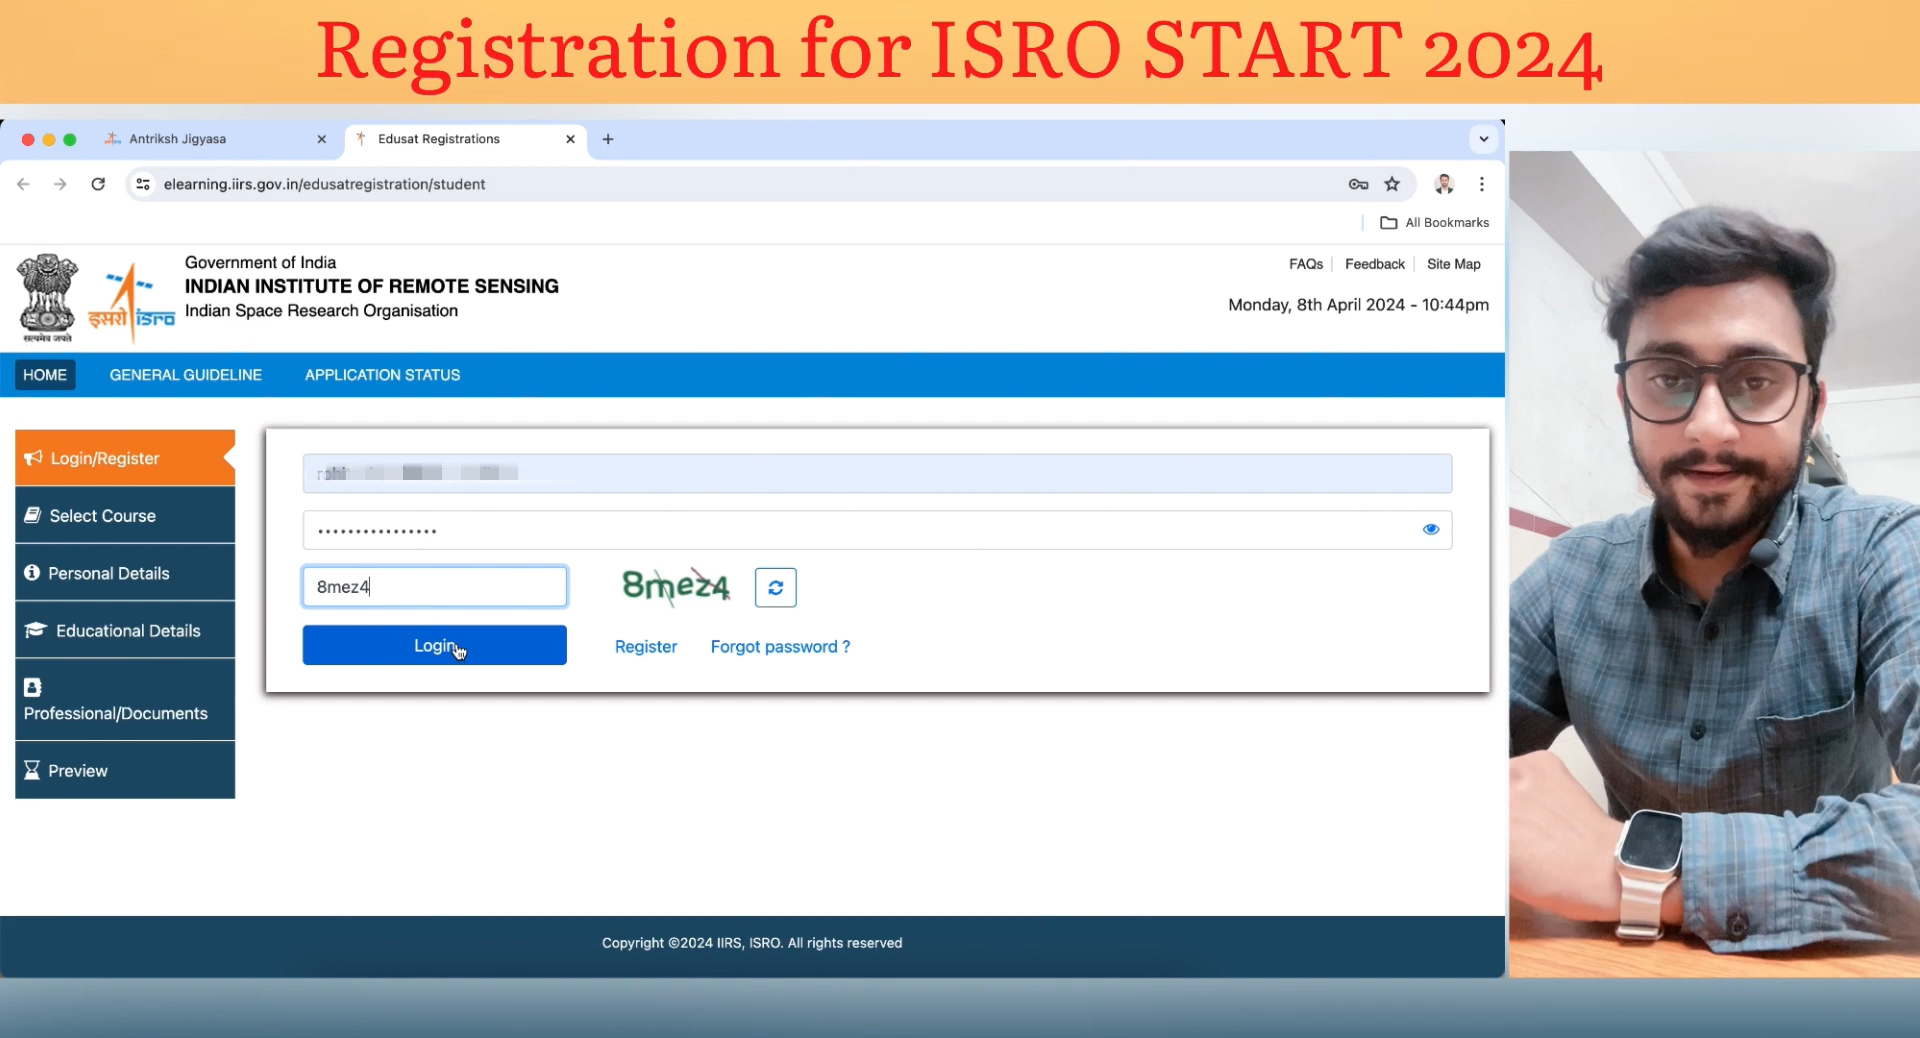 Registration for ISRO START 2024
Antriksh Jigyasa
Edusat Registrations
elearning.iirs.gov.in/edusatregistration/student
All Bookmarks
Government of India
INDIAN INSTITUTE OF REMOTE SENSING
Indian Space Research Organisation
सत्यमेव जयते
इसरो isro
FAQs
Feedback
Site Map
Monday, 8th April 2024 - 10:44pm
HOME
GENERAL GUIDELINE
APPLICATION STATUS
Login/Register
Select Course
Personal Details
Educational Details
Professional/Documents
Preview
8mez4
8mez4
Login
Register
Forgot password ?
Copyright ©2024 IIRS, ISRO. All rights reserved